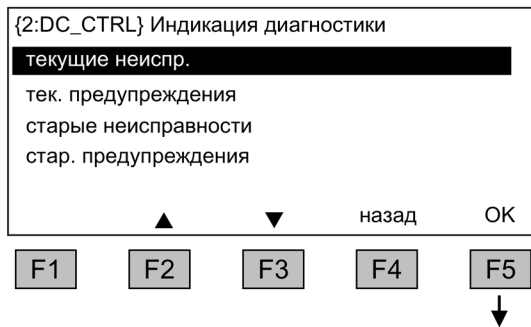 {2:DC_CTRL} Индикация диагностики
текущие неиспр.
тек. предупреждения
старые неисправности
стар. предупреждения
▲ ▼ назад OK
F1 F2 F3 F4 F5